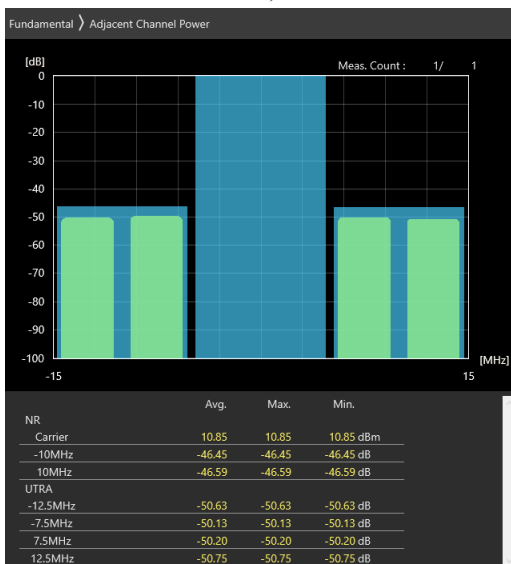 Fundamental 〉 Adjacent Channel Power
[dB] Meas. Count : 1/ 1
0
-10
-20
-30
-40
-50
-60
-70
-80
-90
-100
[MHz]
-15 15
Avg. Max. Min.
NR
Carrier 10.85 10.85 10.85 dBm
-10MHz -46.45 -46.45 -46.45 dB
10MHz -46.59 -46.59 -46.59 dB
UTRA
-12.5MHz -50.63 -50.63 -50.63 dB
-7.5MHz -50.13 -50.13 -50.13 dB
7.5MHz -50.20 -50.20 -50.20 dB
12.5MHz -50.75 -50.75 -50.75 dB